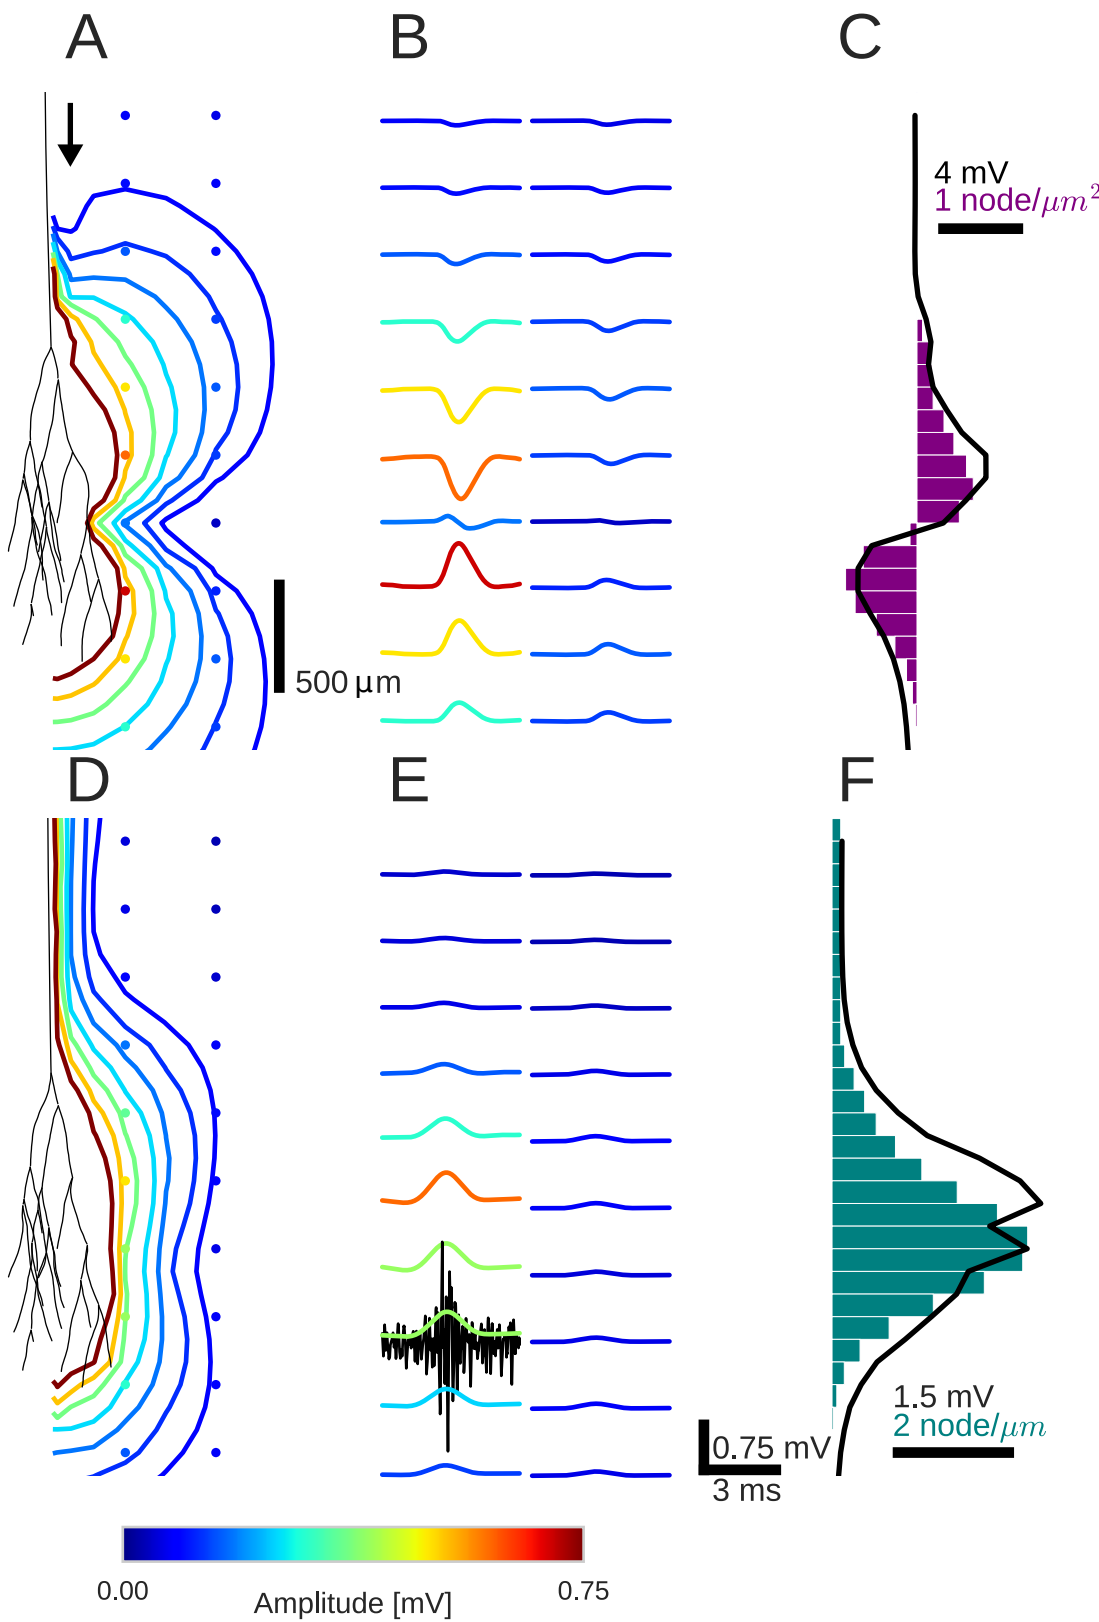 A
B
C
4 mV
1 node/μm²
500 μm
D
E
F
1.5 mV
2 node/μm
0.75 mV
3 ms
0.00
0.75
Amplitude [mV]